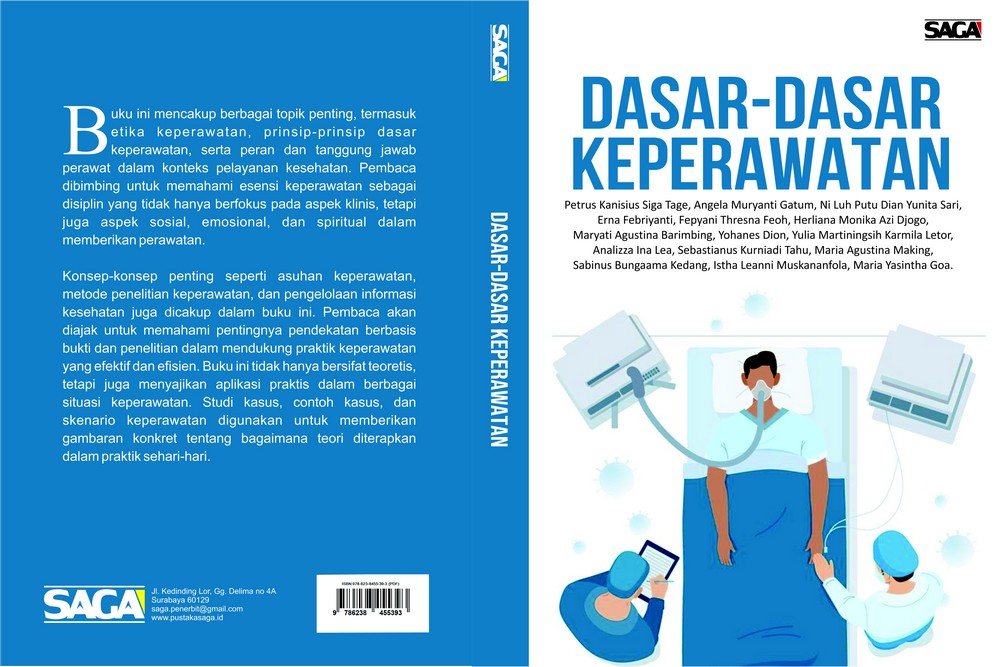 Buku ini mencakup berbagai topik penting, termasuk
etika keperawatan, prinsip-prinsip dasar
keperawatan, serta peran dan tanggung jawab
perawat dalam konteks pelayanan kesehatan. Pembaca
dibimbing untuk memahami esensi keperawatan sebagai
disiplin yang tidak hanya berfokus pada aspek klinis, tetapi
juga aspek sosial, emosional, dan spiritual dalam
memberikan perawatan.
Konsep-konsep penting seperti asuhan keperawatan,
metode penelitian keperawatan, dan pengelolaan informasi
kesehatan juga dicakup dalam buku ini. Pembaca akan
diajak untuk memahami pentingnya pendekatan berbasis
bukti dan penelitian dalam mendukung praktik keperawatan
yang efektif dan efisien. Buku ini tidak hanya bersifat teoretis,
tetapi juga menyajikan aplikasi praktis dalam berbagai
situasi keperawatan. Studi kasus, contoh kasus, dan
skenario keperawatan digunakan untuk memberikan
gambaran konkret tentang bagaimana teori diterapkan
dalam praktik sehari-hari.
SAGA
Jl. Kedinding Lor, Gg. Delima no 4A
Surabaya 60129
saga.penerbit@gmail.com
www.pustakasaga.id
ISBN 978-623-8455-39-3 (PDF)
9 786238 455393
SAGA
DASAR-DASAR KEPERAWATAN
SAGA
DASAR-DASAR
KEPERAWATAN
Petrus Kanisius Siga Tage, Angela Muryanti Gatum, Ni Luh Putu Dian Yunita Sari,
Erna Febriyanti, Fepyani Thresna Feoh, Herliana Monika Azi Djogo,
Maryati Agustina Barimbing, Yohanes Dion, Yulia Martiningsih Karmila Letor,
Analizza Ina Lea, Sebastianus Kurniadi Tahu, Maria Agustina Making,
Sabinus Bungaama Kedang, Istha Leanni Muskananfola, Maria Yasintha Goa.